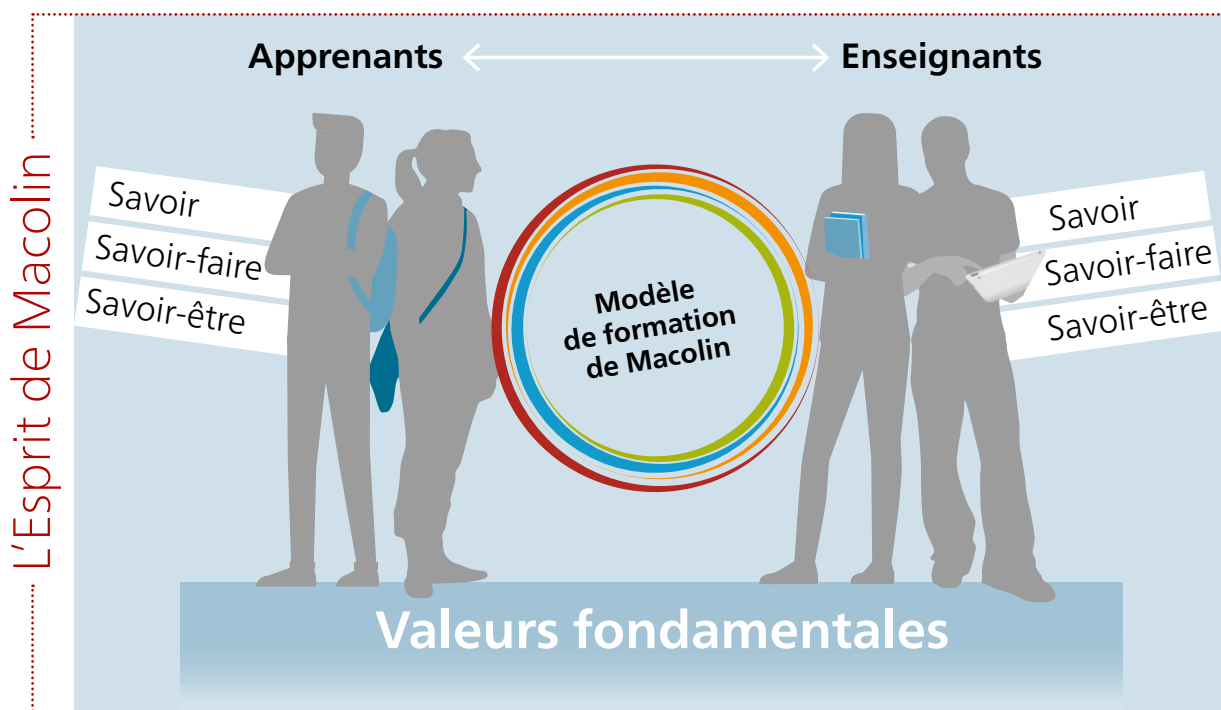 L'Esprit de Macolin
Apprenants
Enseignants
Savoir
Savoir-faire
Savoir-être
Modèle
de formation
de Macolin
Savoir
Savoir-faire
Savoir-être
Valeurs fondamentales